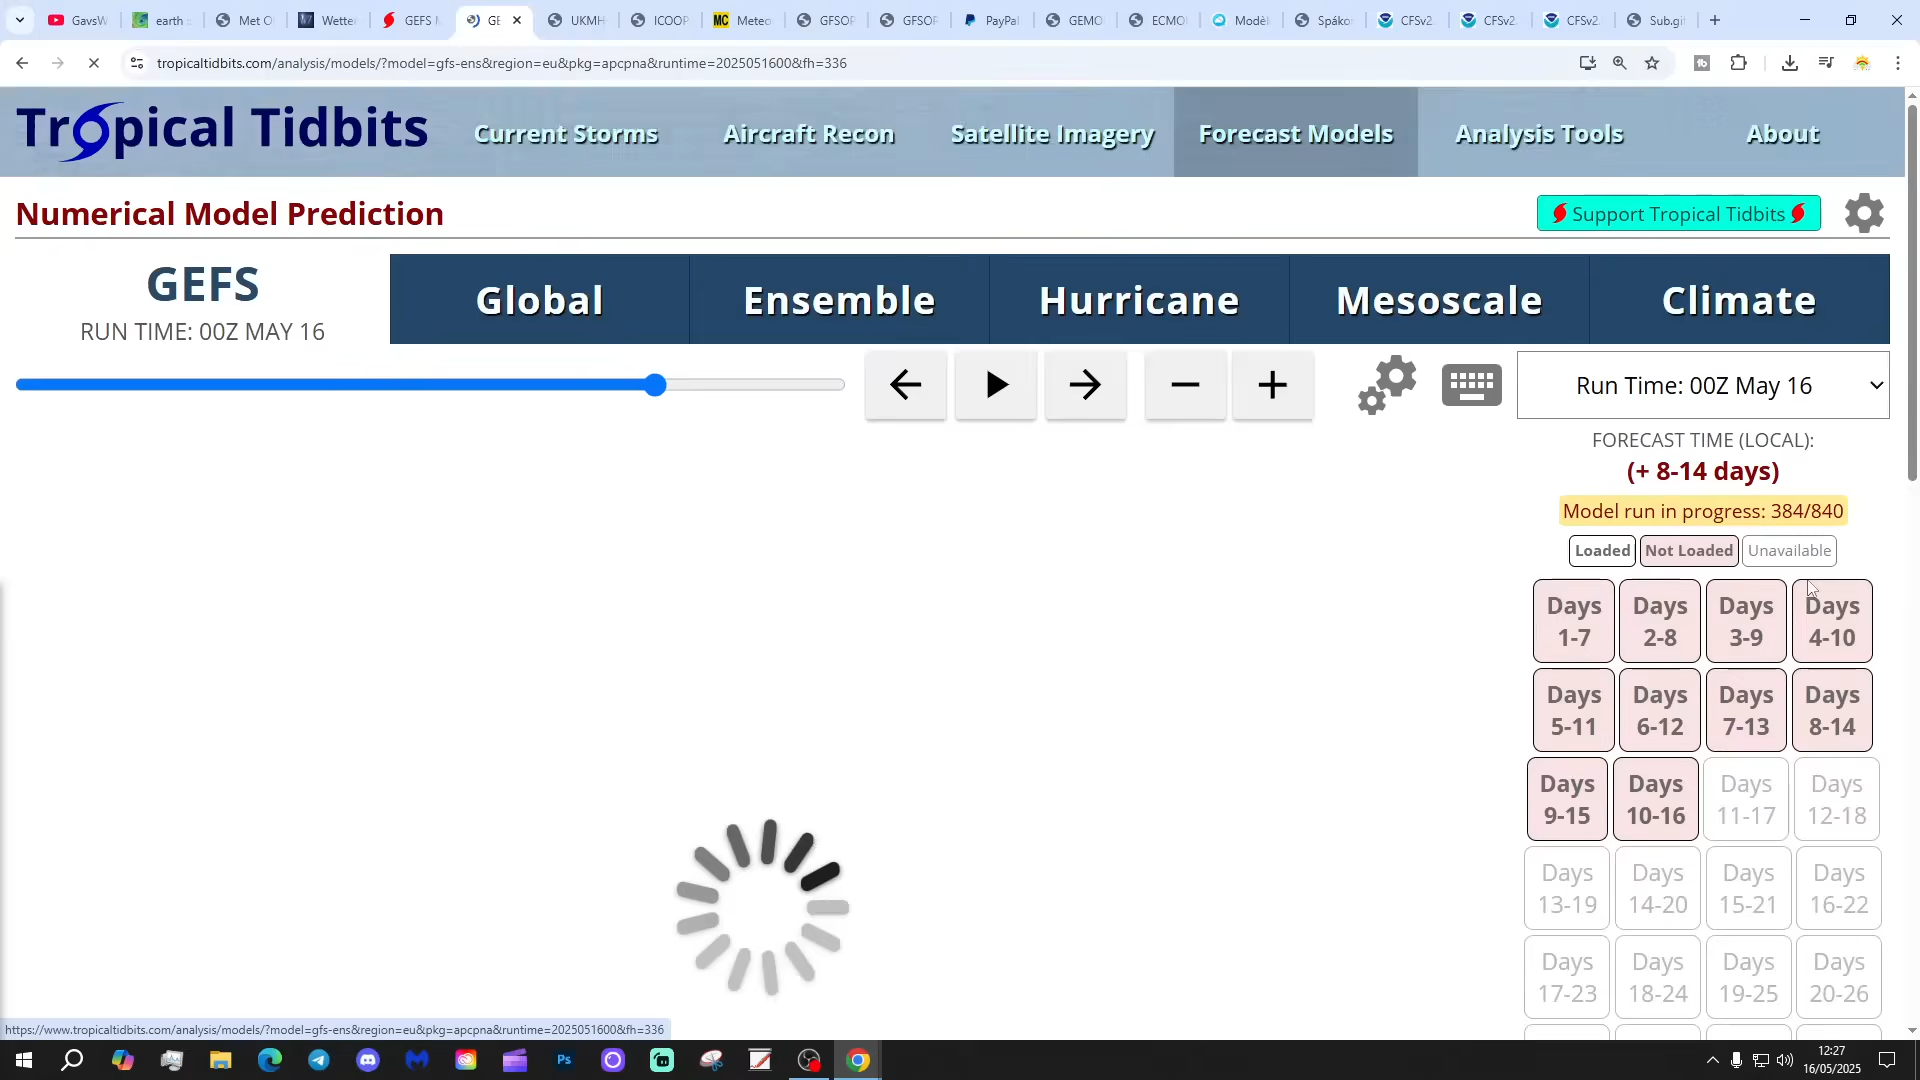 GavsW
earth ::
Met O
Wetter
GEFS M
GE
UKMH
ICOOP
MC Meteo
GFSOP
GFSOP
PayPal
GEMO
ECMO
Modèl
Spáko
CFSv2.
CFSv2.
CFSv2.
Sub.gi
tropicaltidbits.com/analysis/models/?model=gfs-ens&region=eu&pkg=apcpna&runtime=2025051600&fh=336
Tropical Tidbits
Current Storms
Aircraft Recon
Satellite Imagery
Forecast Models
Analysis Tools
About
Numerical Model Prediction
Support Tropical Tidbits
GEFS
RUN TIME: 00Z MAY 16
Global
Ensemble
Hurricane
Mesoscale
Climate
Run Time: 00Z May 16
FORECAST TIME (LOCAL):
(+ 8-14 days)
Model run in progress: 384/840
Loaded
Not Loaded
Unavailable
Days 1-7
Days 2-8
Days 3-9
Days 4-10
Days 5-11
Days 6-12
Days 7-13
Days 8-14
Days 9-15
Days 10-16
Days 11-17
Days 12-18
Days 13-19
Days 14-20
Days 15-21
Days 16-22
Days 17-23
Days 18-24
Days 19-25
Days 20-26
https://www.tropicaltidbits.com/analysis/models/?model=gfs-ens&region=eu&pkg=apcpna&runtime=2025051600&fh=336
Ps
12:27
16/05/2025